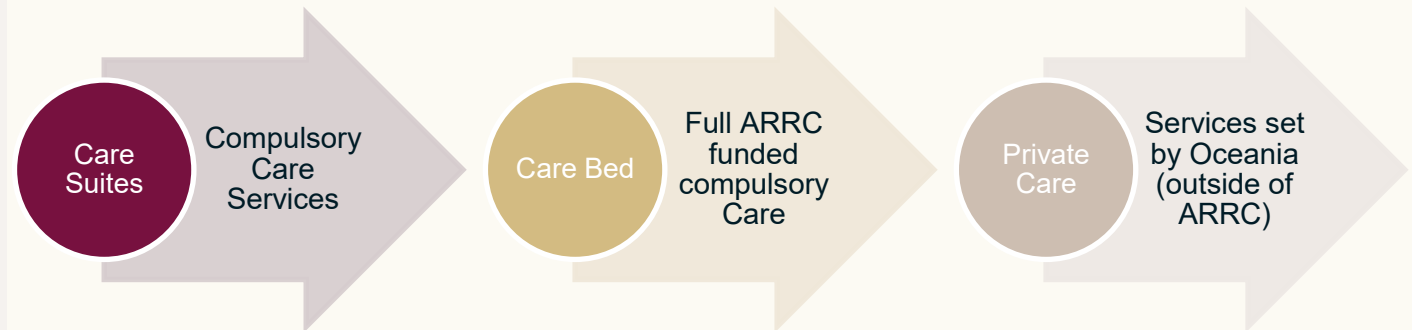 Care
Suites
Compulsory
Care
Services
Care Bed
Full ARRC
funded
compulsory
Care
Private
Care
Services set
by Oceania
(outside of
ARRC)